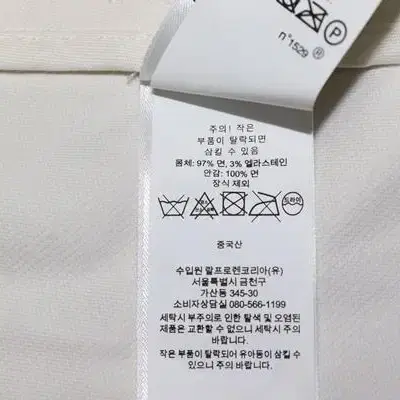 P
n°1529 R
주의! 작은
부품이 탈락되면
삼킬 수 있음
몸체: 97% 면, 3% 엘라스테인
안감: 100% 면
장식 제외
드라이
중국산
수입원 랄프로렌코리아(유)
서울특별시 금천구
가산동 345-30
소비자상담실 080-566-1199
세탁시 부주의로 인한 탈색 및 오염된
제품은 교환할 수 없으니 세탁시 주의
바랍니다.
작은 부품이 탈락되어 유아동이 삼킬 수
있으니 주의 바랍니다.